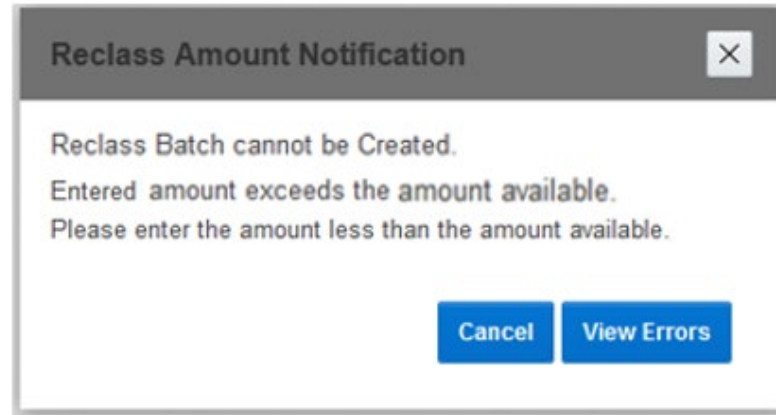 Reclass Amount Notification
Reclass Batch cannot be Created.
Entered amount exceeds the amount available.
Please enter the amount less than the amount available.
Cancel View Errors